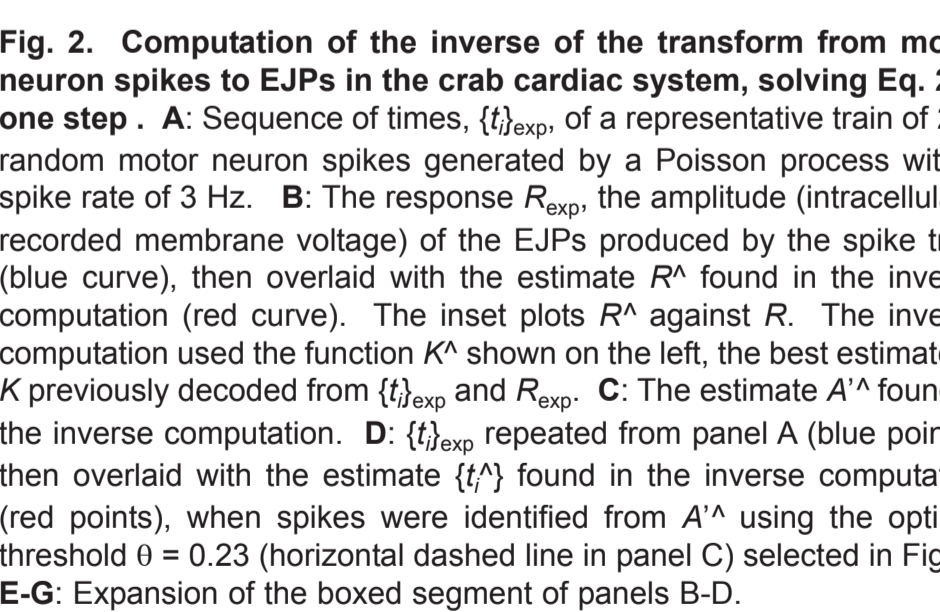 Fig. 2. Computation of the inverse of the transform from mo
neuron spikes to EJPs in the crab cardiac system, solving Eq.
one step . A: Sequence of times, {ti}exp, of a representative train of
random motor neuron spikes generated by a Poisson process wit
spike rate of 3 Hz. B: The response Rexp, the amplitude (intracellul
recorded membrane voltage) of the EJPs produced by the spike t
(blue curve), then overlaid with the estimate R^ found in the inve
computation (red curve). The inset plots R^ against R. The inve
computation used the function K^ shown on the left, the best estimat
K previously decoded from {ti}exp and Rexp. C: The estimate A’^ foun
the inverse computation. D: {ti}exp repeated from panel A (blue poin
then overlaid with the estimate {ti^} found in the inverse computa
(red points), when spikes were identified from A’^ using the opti
threshold θ = 0.23 (horizontal dashed line in panel C) selected in Fig
E-G: Expansion of the boxed segment of panels B-D.